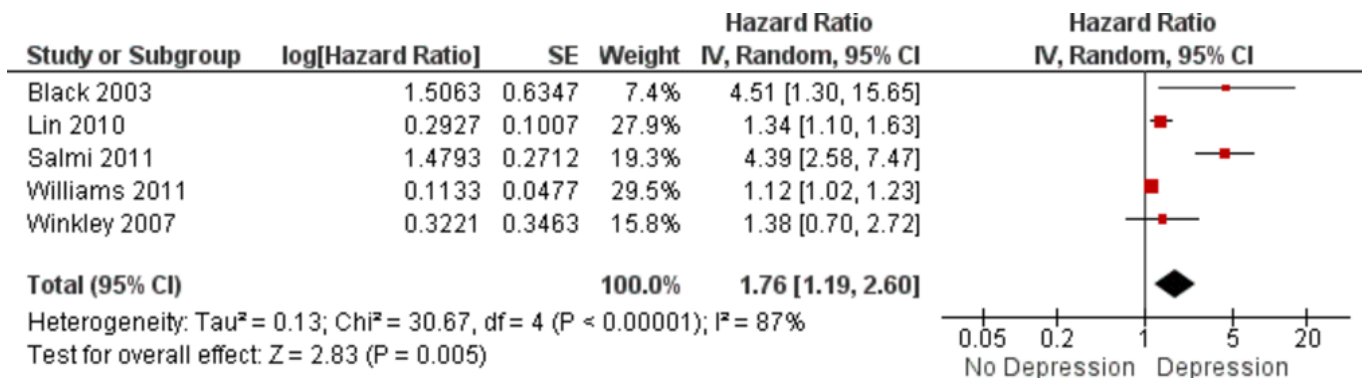 Hazard Ratio Hazard Ratio
Study or Subgroup log[Hazard Ratio] SE Weight IV, Random, 95% CI IV, Random, 95% CI
Black 2003 1.5063 0.6347 7.4% 4.51 [1.30, 15.65]
Lin 2010 0.2927 0.1007 27.9% 1.34 [1.10, 1.63]
Salmi 2011 1.4793 0.2712 19.3% 4.39 [2.58, 7.47]
Williams 2011 0.1133 0.0477 29.5% 1.12 [1.02, 1.23]
Winkley 2007 0.3221 0.3463 15.8% 1.38 [0.70, 2.72]
Total (95% CI) 100.0% 1.76 [1.19, 2.60]
Heterogeneity: Tau² = 0.13; Chi² = 30.67, df = 4 (P < 0.00001); I² = 87%
Test for overall effect: Z = 2.83 (P = 0.005)
0.05 0.2 1 5 20
No Depression Depression